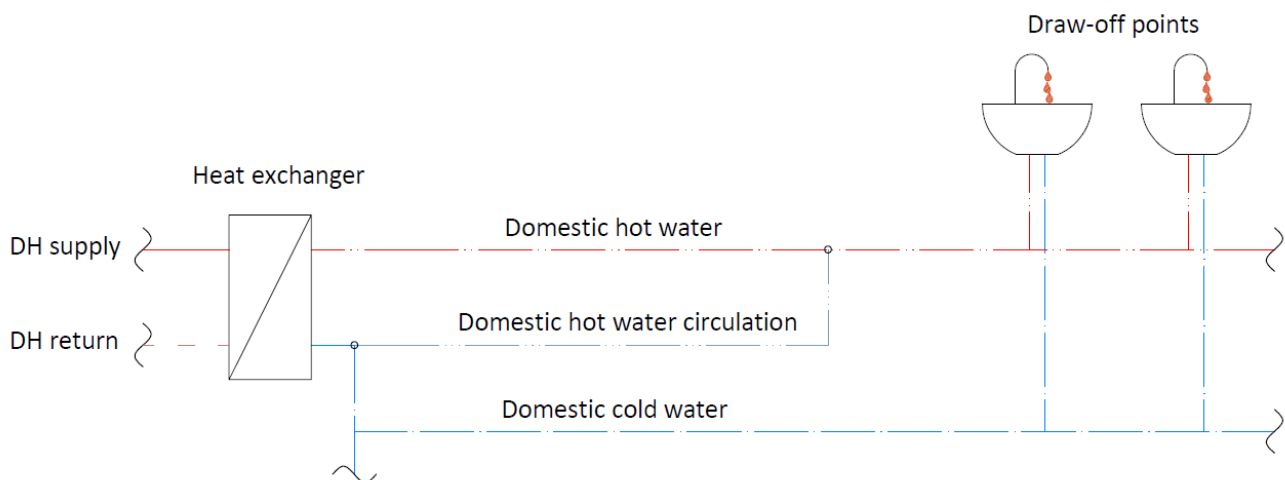 Draw-off points
Heat exchanger
Domestic hot water
DH supply
Domestic hot water circulation
DH return
Domestic cold water